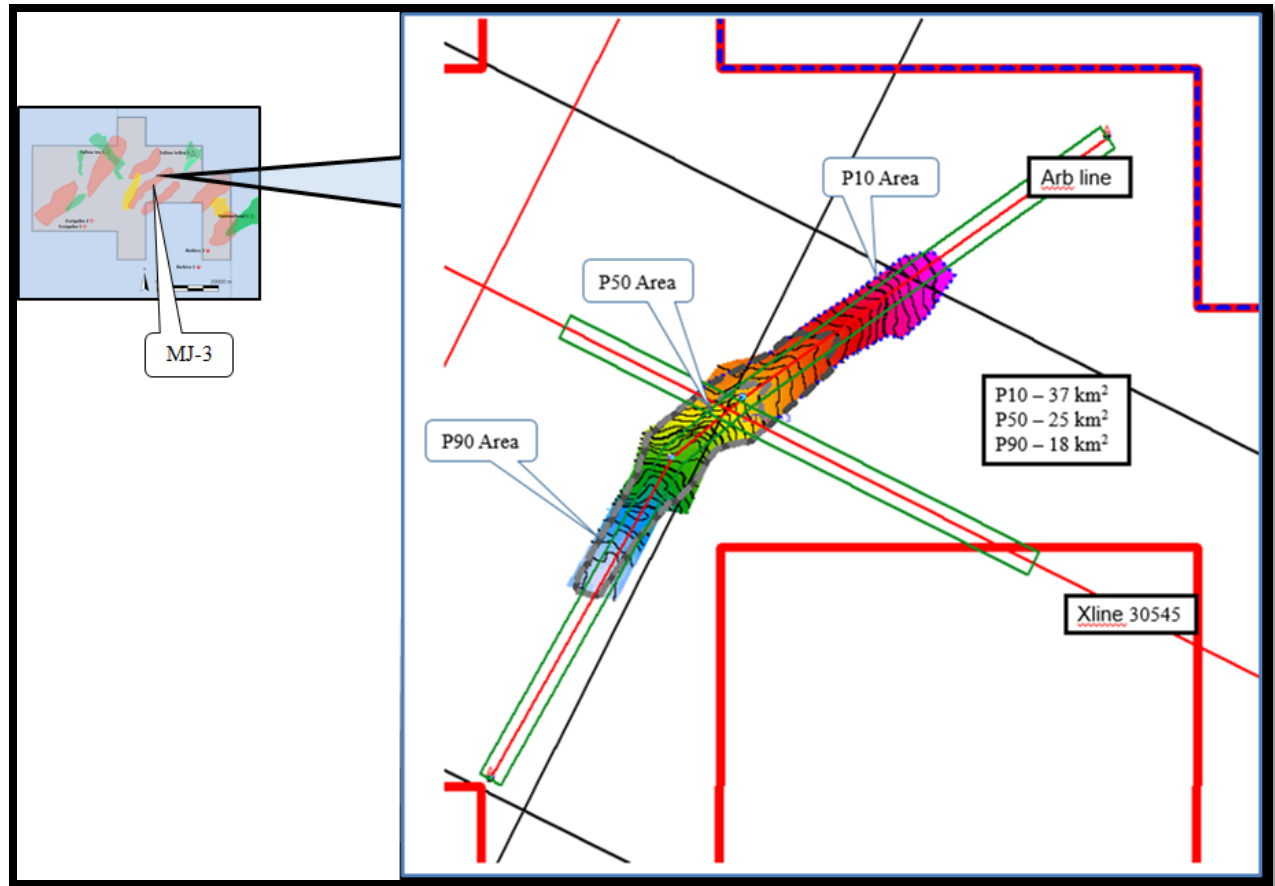 MJ-3
P10 Area
Arb line
P50 Area
P10 – 37 km²
P50 – 25 km²
P90 – 18 km²
P90 Area
Xline 30545